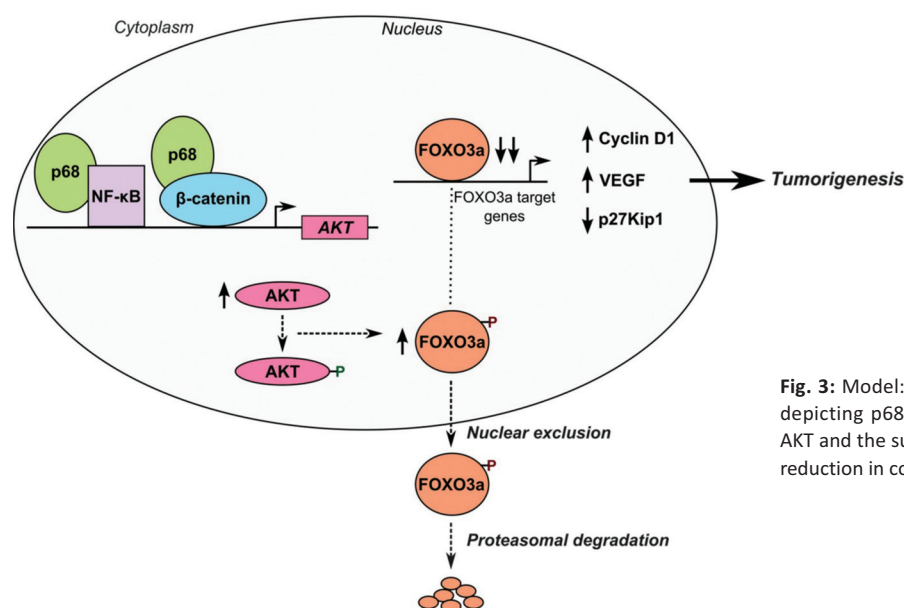 Cytoplasm
Nucleus
p68
NF-κB
p68
β-catenin
AKT
FOXO3a
FOXO3a target
genes
Cyclin D1
VEGF
p27Kip1
Tumorigenesis
AKT
AKT
P
FOXO3a
P
Nuclear exclusion
FOXO3a
P
Proteasomal degradation
Fig. 3: Model:
depicting p68
AKT and the su
reduction in co